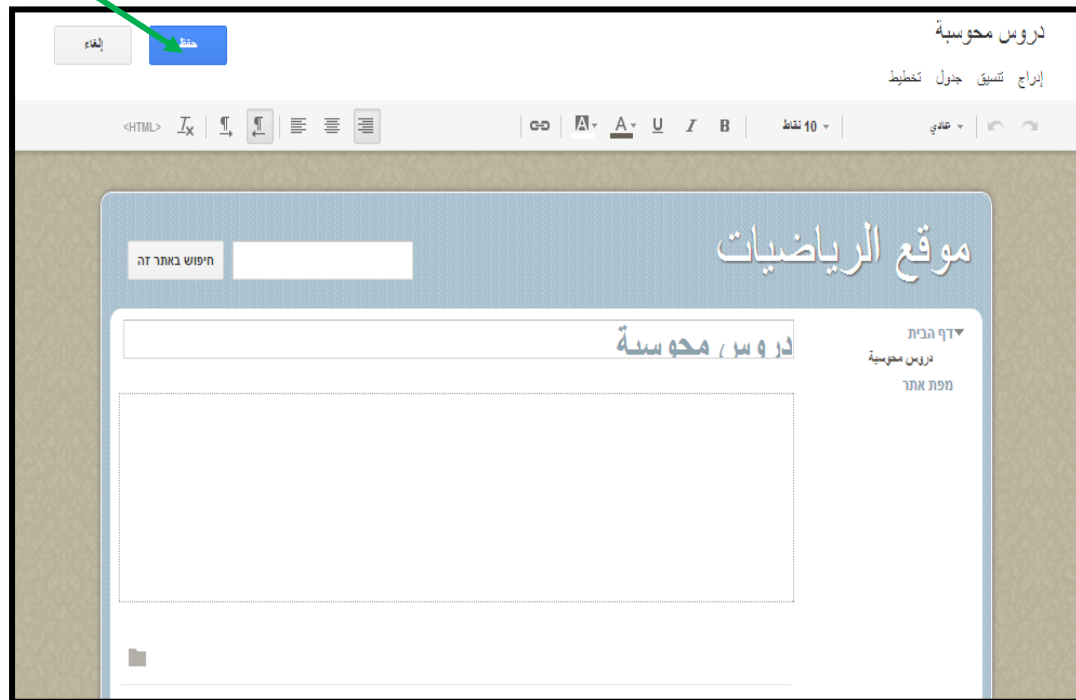 دروس محوسبة
حفظ إلغاء
إدراج تنسيق جدول تخطيط
عادي 10 نقاط B I U A A <HTML>
موقع الرياضيات
חיפוש באתר זה
דף הבית
دروس محوسبة
دروس محوسبة
מפת אתר